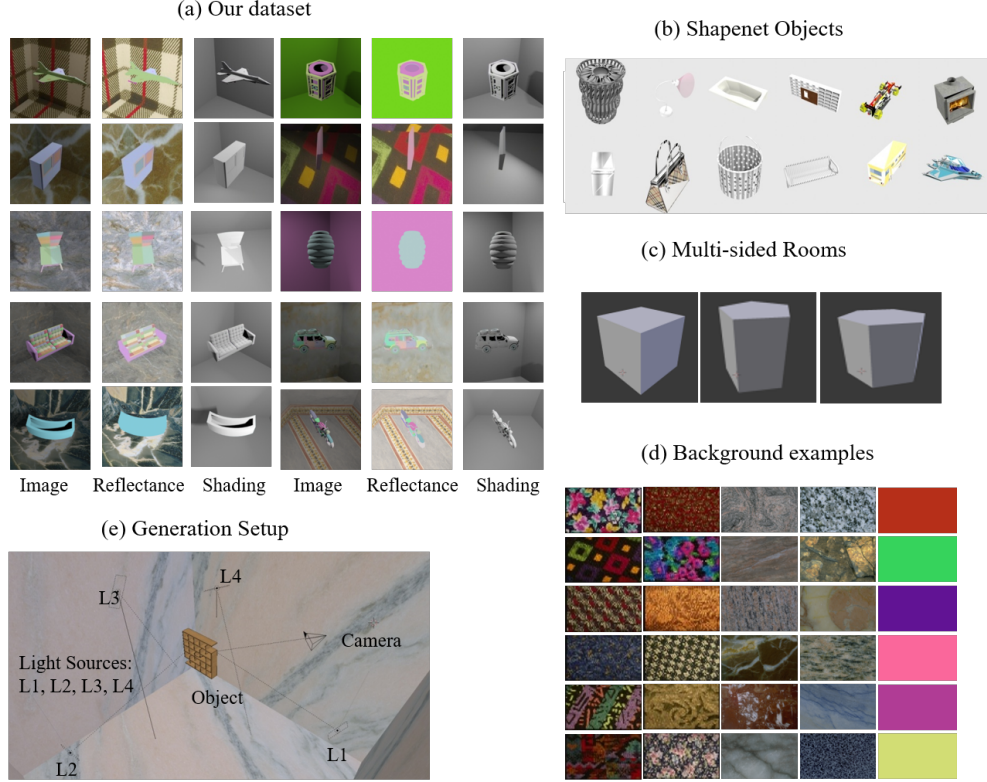 (a) Our dataset
Image Reflectance Shading Image Reflectance Shading
(b) Shapenet Objects
(c) Multi-sided Rooms
(d) Background examples
(e) Generation Setup
L4
L3
Camera
Light Sources:
L1, L2, L3, L4
Object
L1
L2